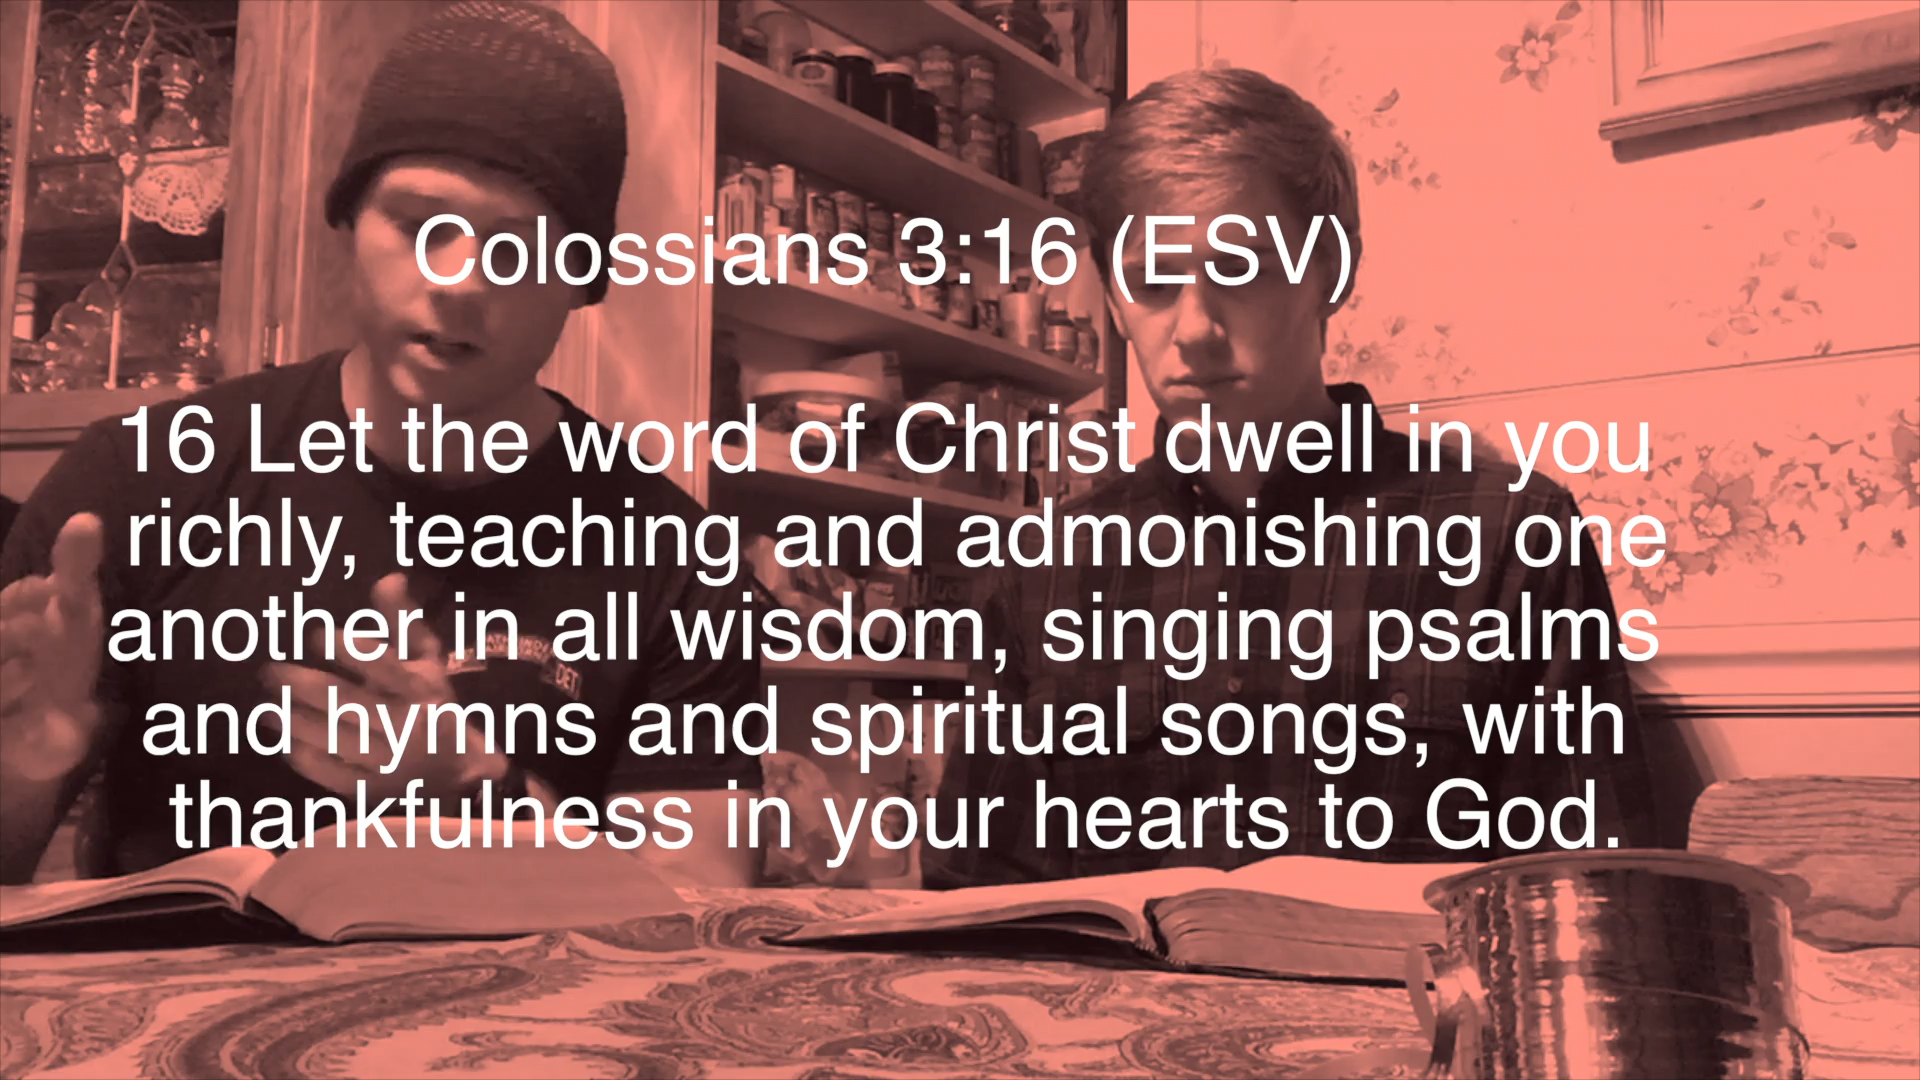 Colossians 3:16 (ESV)
16 Let the word of Christ dwell in you
richly, teaching and admonishing one
another in all wisdom, singing psalms
and hymns and spiritual songs, with
thankfulness in your hearts to God.
DET